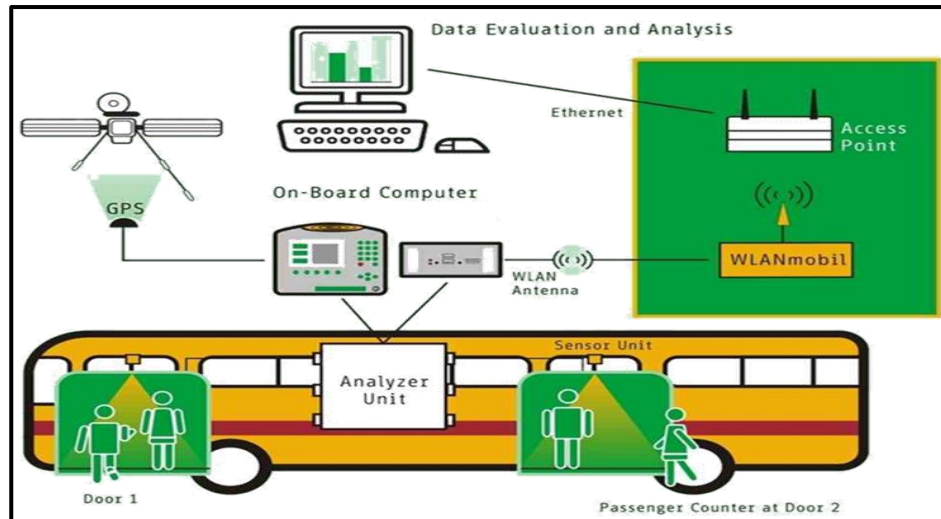 Data Evaluation and Analysis
Ethernet
Access
Point
GPS
On-Board Computer
WLAN
Antenna
WLANmobil
Sensor Unit
Analyzer
Unit
Door 1
Passenger Counter at Door 2